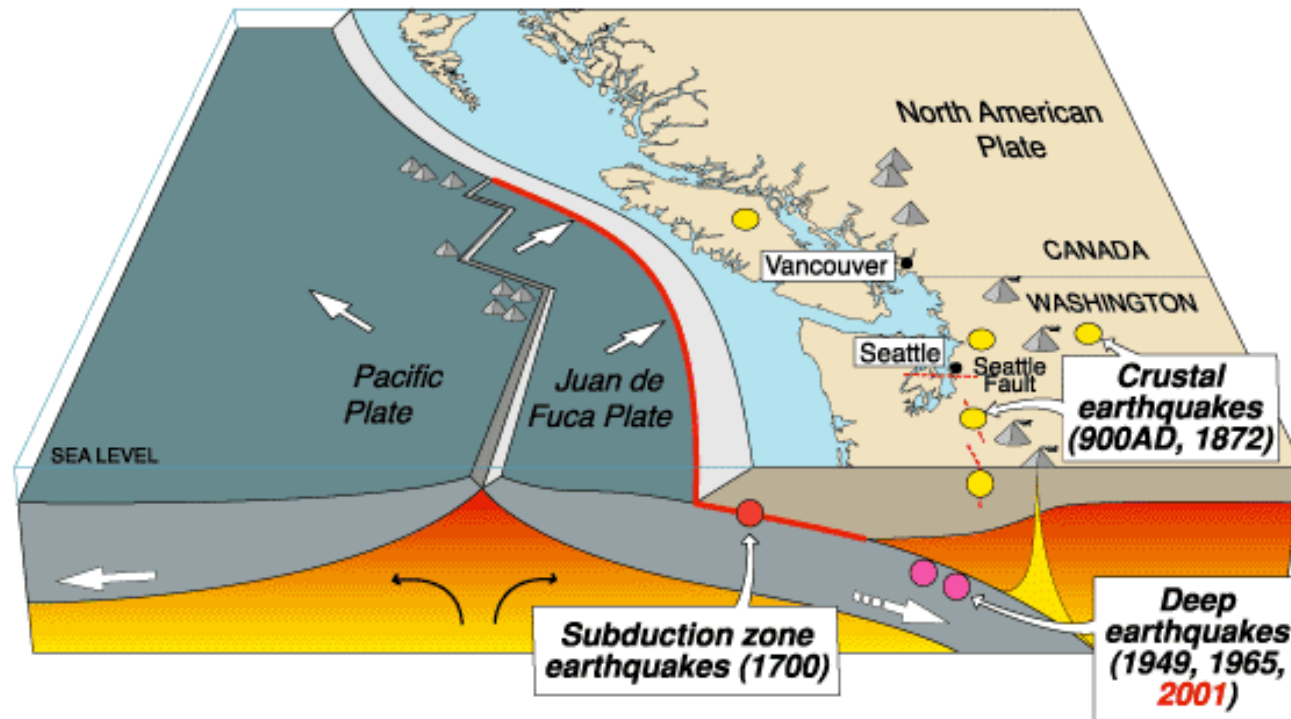 North American
Plate
CANADA
Vancouver
WASHINGTON
Seattle
Seattle
Fault
Crustal
earthquakes
(900AD, 1872)
Pacific
Plate
Juan de
Fuca Plate
SEA LEVEL
Subduction zone
earthquakes (1700)
Deep
earthquakes
(1949, 1965,
2001)